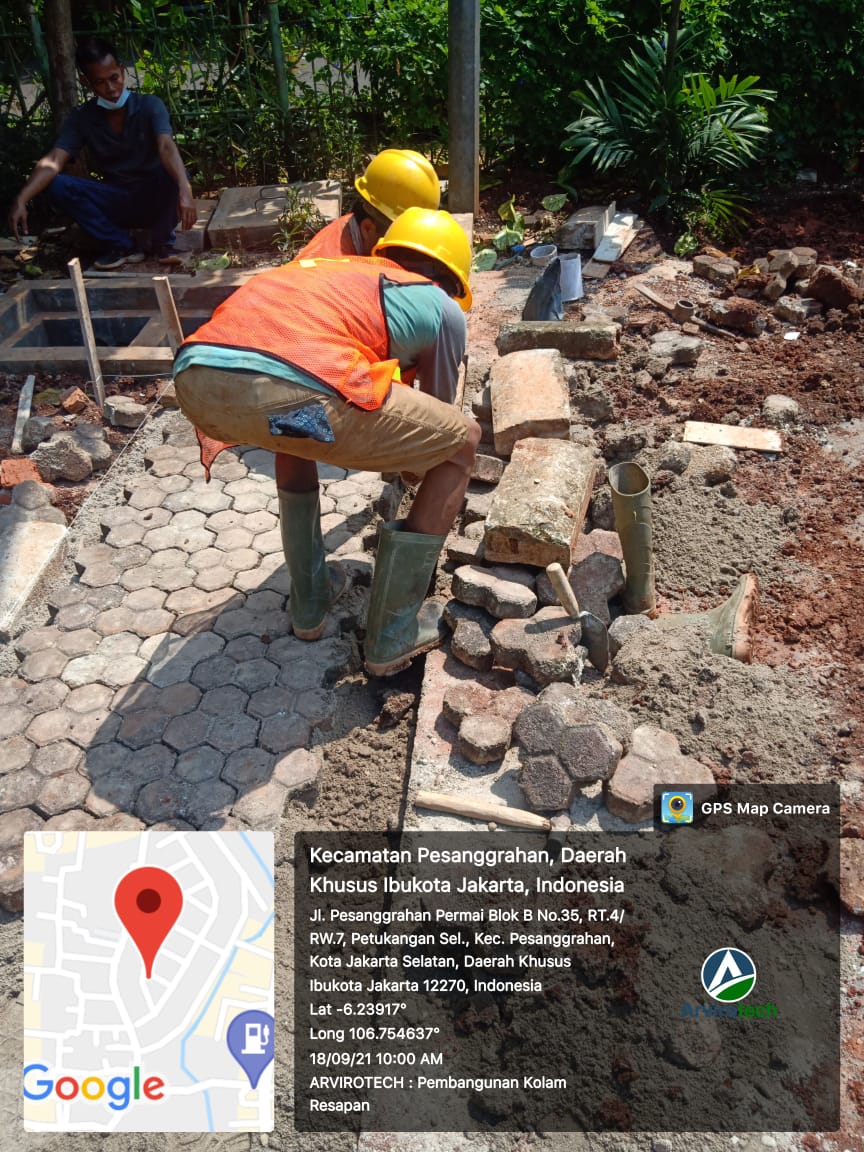 GPS Map Camera
Kecamatan Pesanggrahan, Daerah
Khusus Ibukota Jakarta, Indonesia
Jl. Pesanggrahan Permai Blok B No.35, RT.4/
RW.7, Petukangan Sel., Kec. Pesanggrahan,
Kota Jakarta Selatan, Daerah Khusus
Ibukota Jakarta 12270, Indonesia
Lat -6.23917°
Long 106.754637°
18/09/21 10:00 AM
ARVIROTECH : Pembangunan Kolam
Resapan
Arvirotech
Google